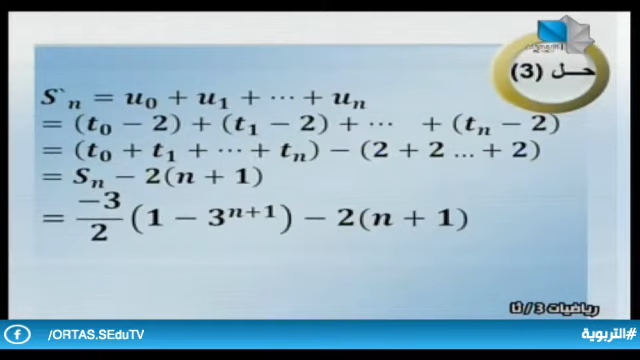 حل (3)
S`ₙ = u₀ + u₁ + ⋯ + uₙ
= (t₀ − 2) + (t₁ − 2) + ⋯ + (tₙ − 2)
= (t₀ + t₁ + ⋯ + tₙ) − (2 + 2 … + 2)
= Sₙ − 2(n + 1)
= −3/2 (1 − 3ⁿ⁺¹) − 2(n + 1)
رياضيات 3 / ثا
/ORTAS.SEduTV
#التربوية